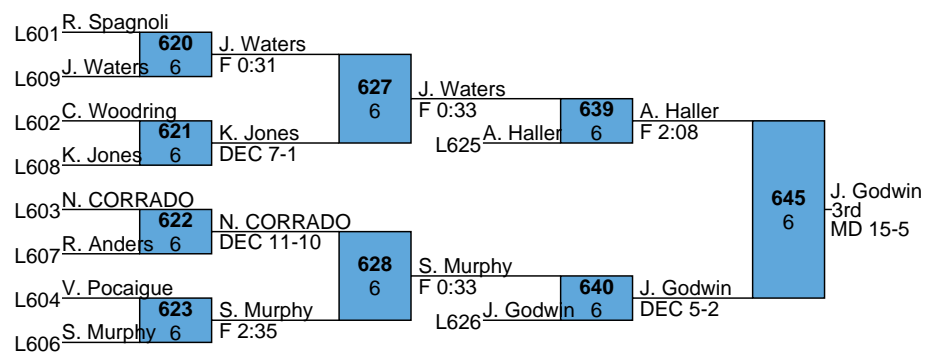 L601 R. Spagnoli
620
6
J. Waters
F 0:31
L609 J. Waters
627
6
J. Waters
F 0:33
L602 C. Woodring
621
6
K. Jones
DEC 7-1
L608 K. Jones
L625 A. Haller
639
6
A. Haller
F 2:08
L603 N. CORRADO
622
6
N. CORRADO
DEC 11-10
L607 R. Anders
628
6
S. Murphy
F 0:33
L604 V. Pocaigue
623
6
S. Murphy
F 2:35
L606 S. Murphy
L626 J. Godwin
640
6
J. Godwin
DEC 5-2
645
6
J. Godwin
3rd
MD 15-5